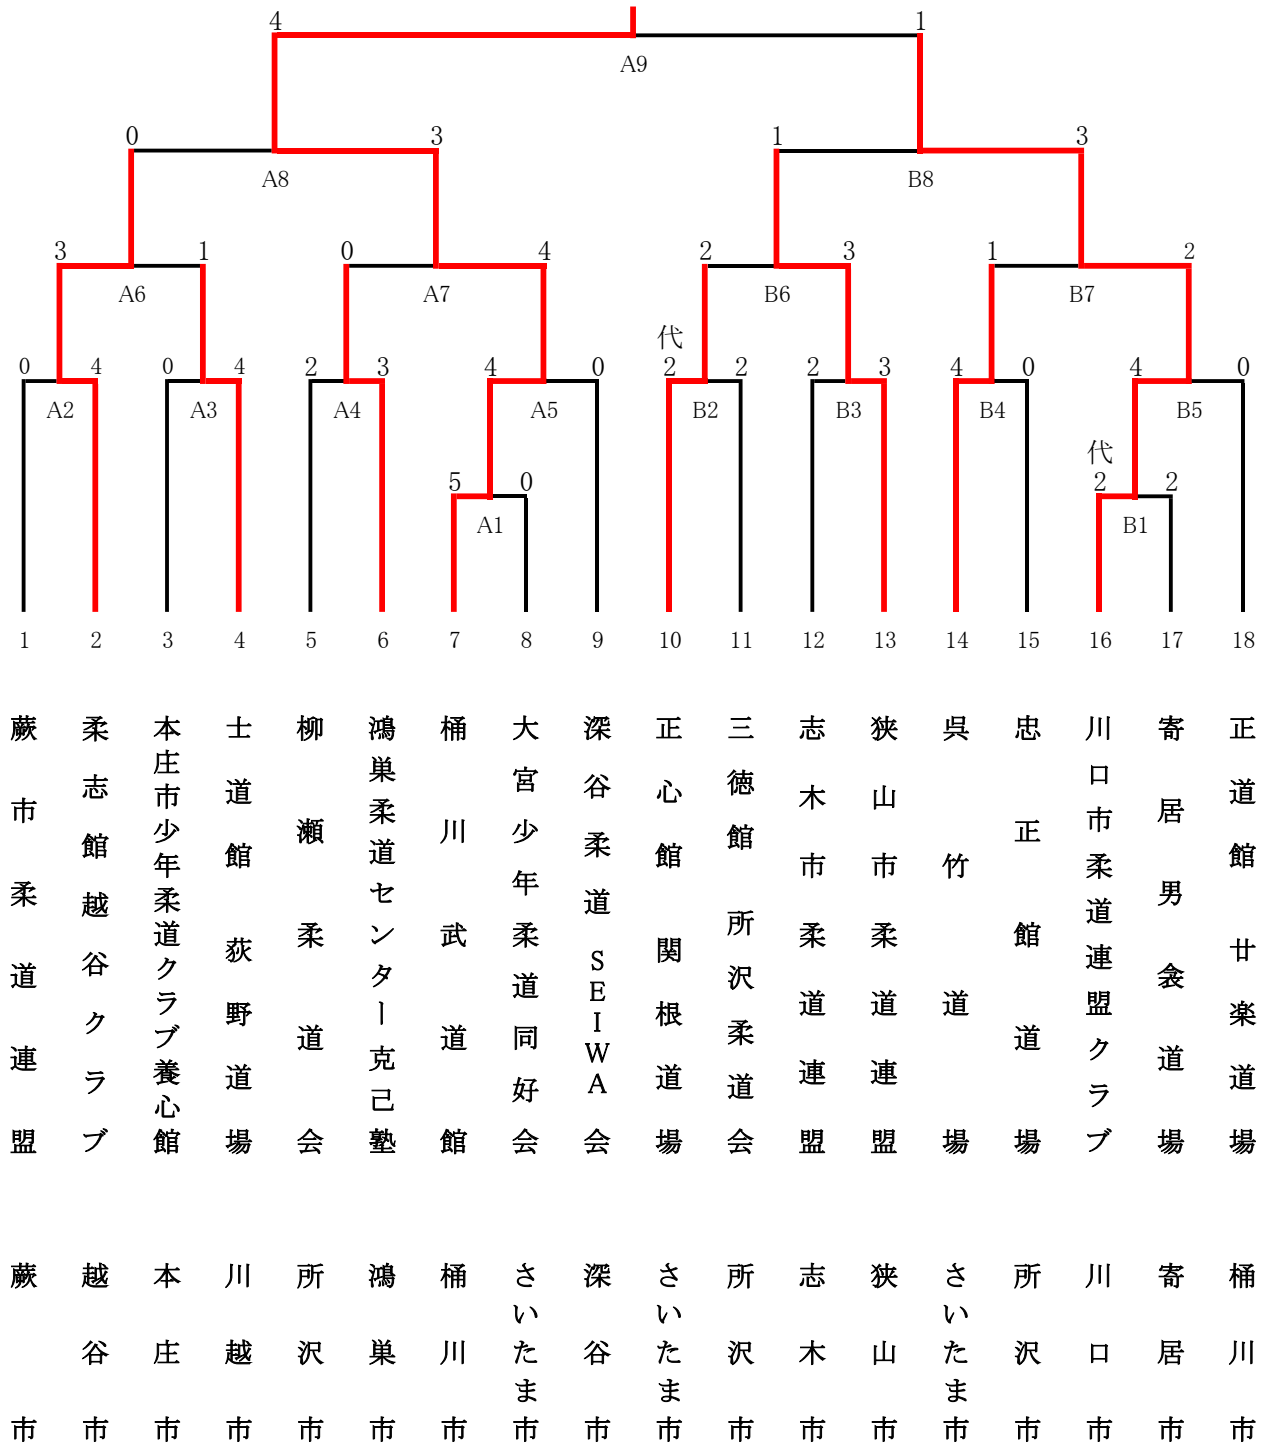 4 1
A9
0 3 1 3
A8 B8
3 1 0 4 2 3 1 2
A6 A7 B6 B7
代
0 4 0 4 2 3 4 0 2 2 2 3 4 0 4 0
A2 A3 A4 A5 B2 B3 B4 B5
代
5 0 2 2
A1 B1
1 2 3 4 5 6 7 8 9 10 11 12 13 14 15 16 17 18
蕨市柔道連盟
柔志館越谷クラブ
本庄市少年柔道クラブ養心館
士道館荻野道場
柳瀬柔道会
鴻巣柔道センター克己塾
桶川武道館
大宮少年柔道同好会
深谷柔道SEIWA会
正心館関根道場
三徳館所沢柔道会
志木市柔道連盟
狭山市柔道連盟
呉竹道場
忠正館道場
川口市柔道連盟クラブ
寄居男衾道場
正道館廿楽道場
蕨市
越谷市
本庄市
川越市
所沢市
鴻巣市
桶川市
さいたま市
深谷市
さいたま市
所沢市
志木市
狭山市
さいたま市
所沢市
川口市
寄居市
桶川市